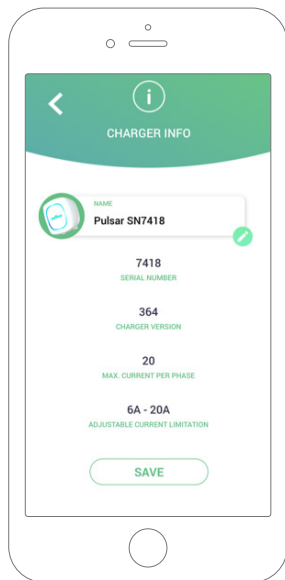 i
CHARGER INFO
NAME
Pulsar SN7418
7418
SERIAL NUMBER
364
CHARGER VERSION
20
MAX. CURRENT PER PHASE
6A - 20A
ADJUSTABLE CURRENT LIMITATION
SAVE